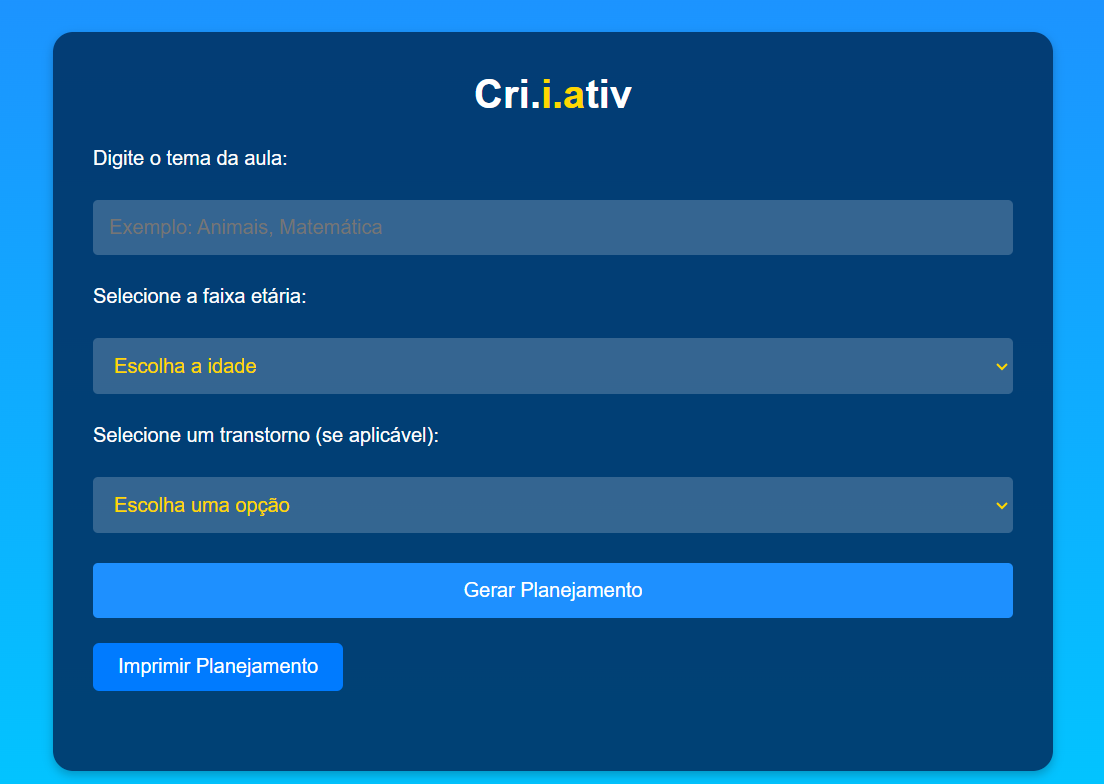 Cri.i.ativ
Digite o tema da aula:
Exemplo: Animais, Matemática
Selecione a faixa etária:
Escolha a idade
Selecione um transtorno (se aplicável):
Escolha uma opção
Gerar Planejamento
Imprimir Planejamento